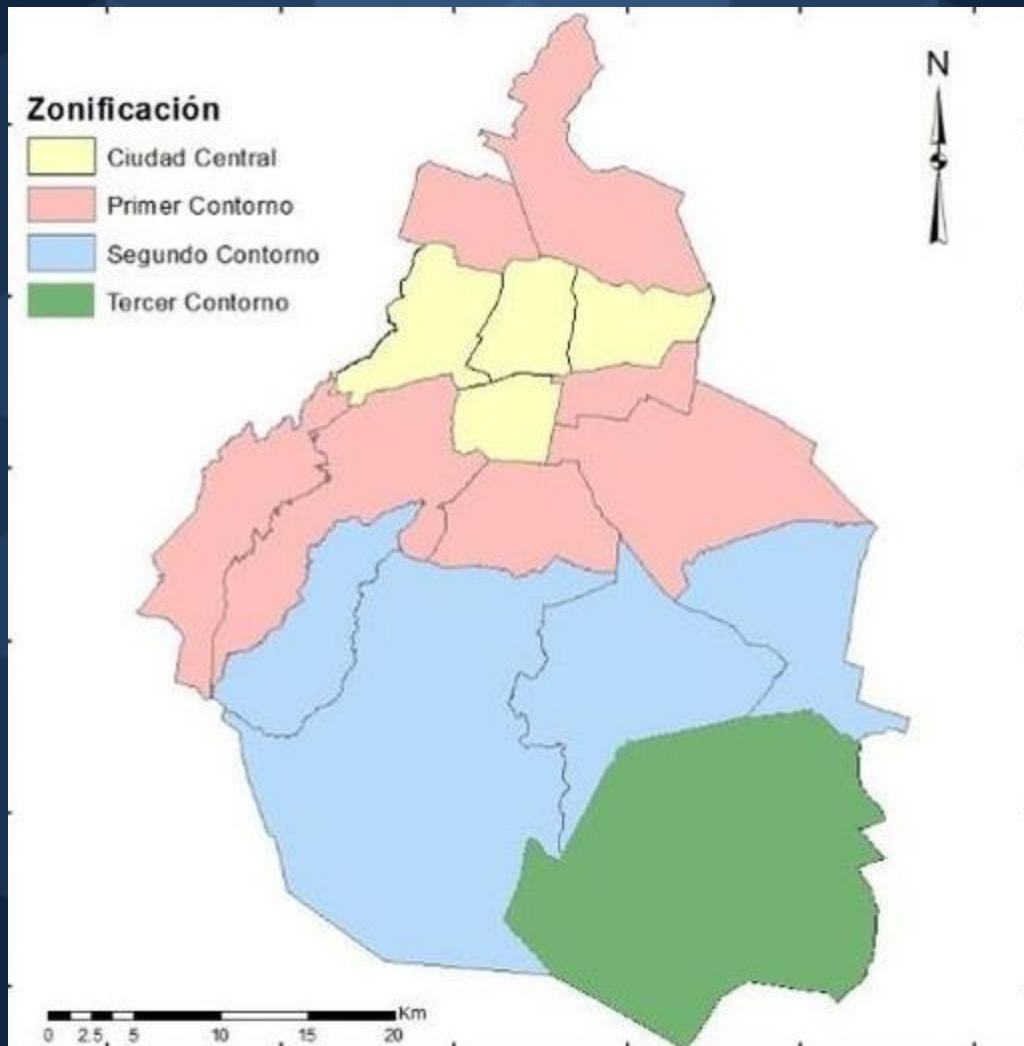 N
Zonificación
Ciudad Central
Primer Contorno
Segundo Contorno
Tercer Contorno
Km
0 2.5 5 10 15 20